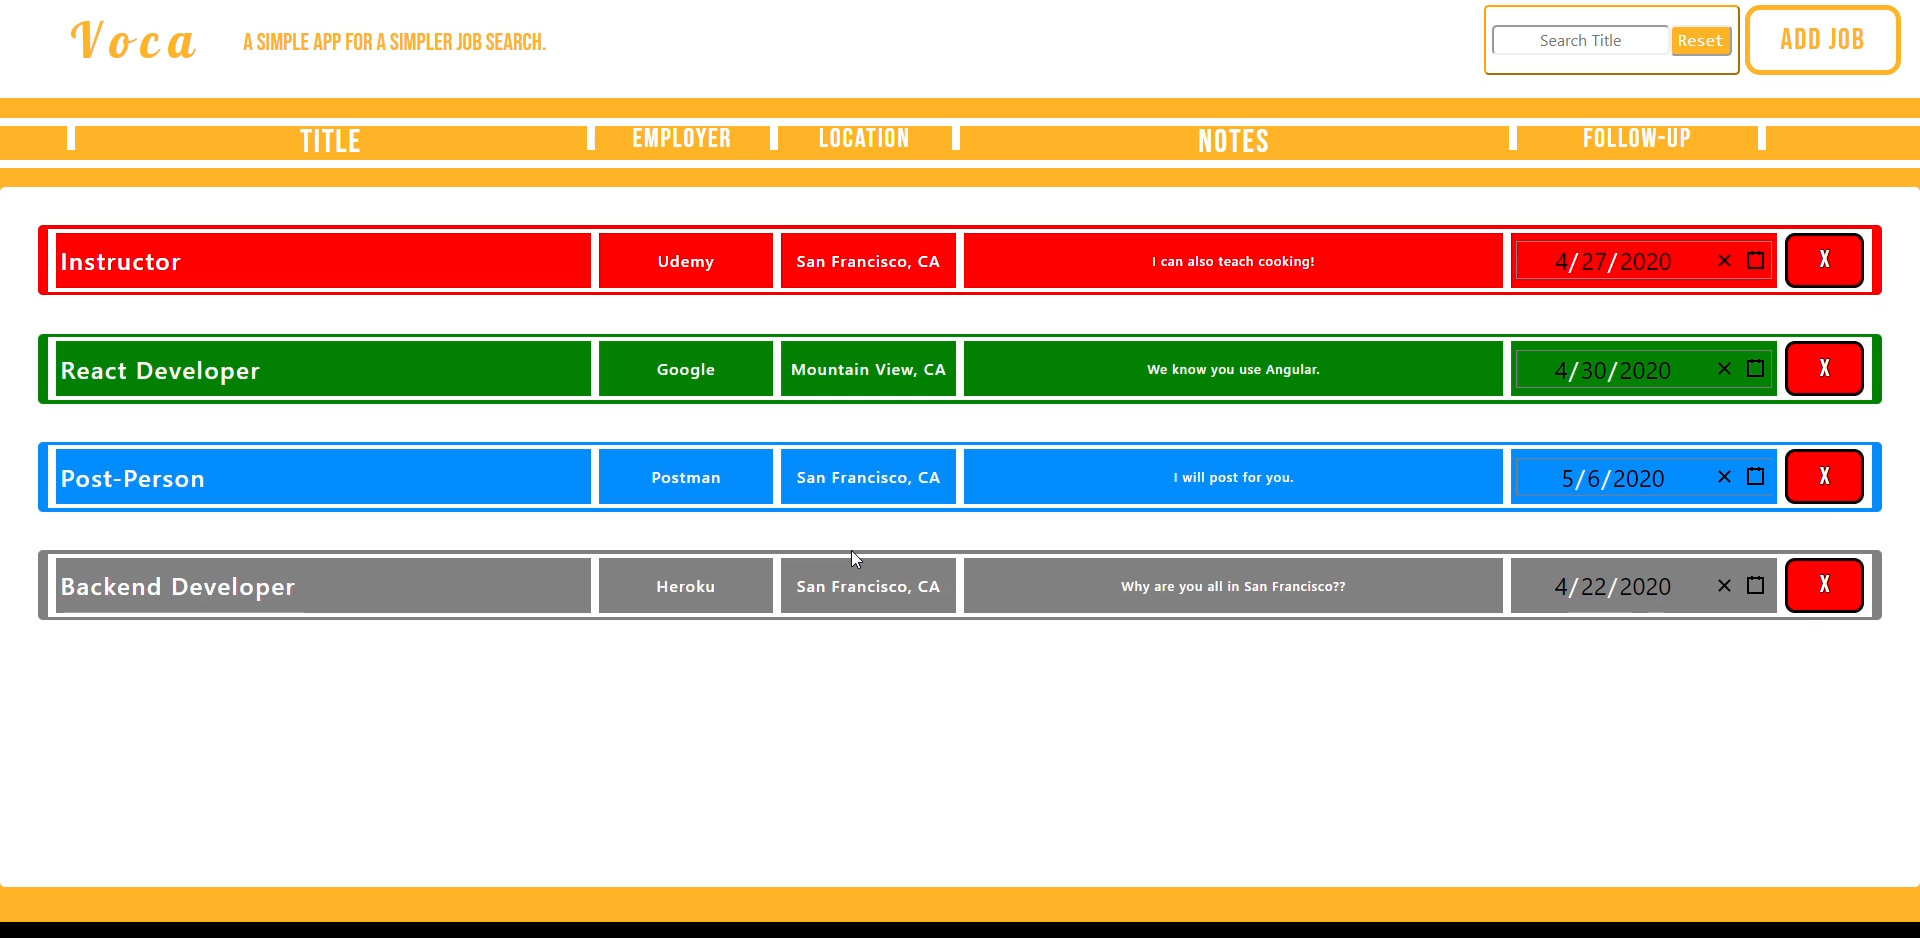 Voca A SIMPLE APP FOR A SIMPLER JOB SEARCH. Search Title Reset ADD JOB
TITLE EMPLOYER LOCATION NOTES FOLLOW-UP
Instructor Udemy San Francisco, CA I can also teach cooking! 4/27/2020 X
React Developer Google Mountain View, CA We know you use Angular. 4/30/2020 X
Post-Person Postman San Francisco, CA I will post for you. 5/6/2020 X
Backend Developer Heroku San Francisco, CA Why are you all in San Francisco?? 4/22/2020 X